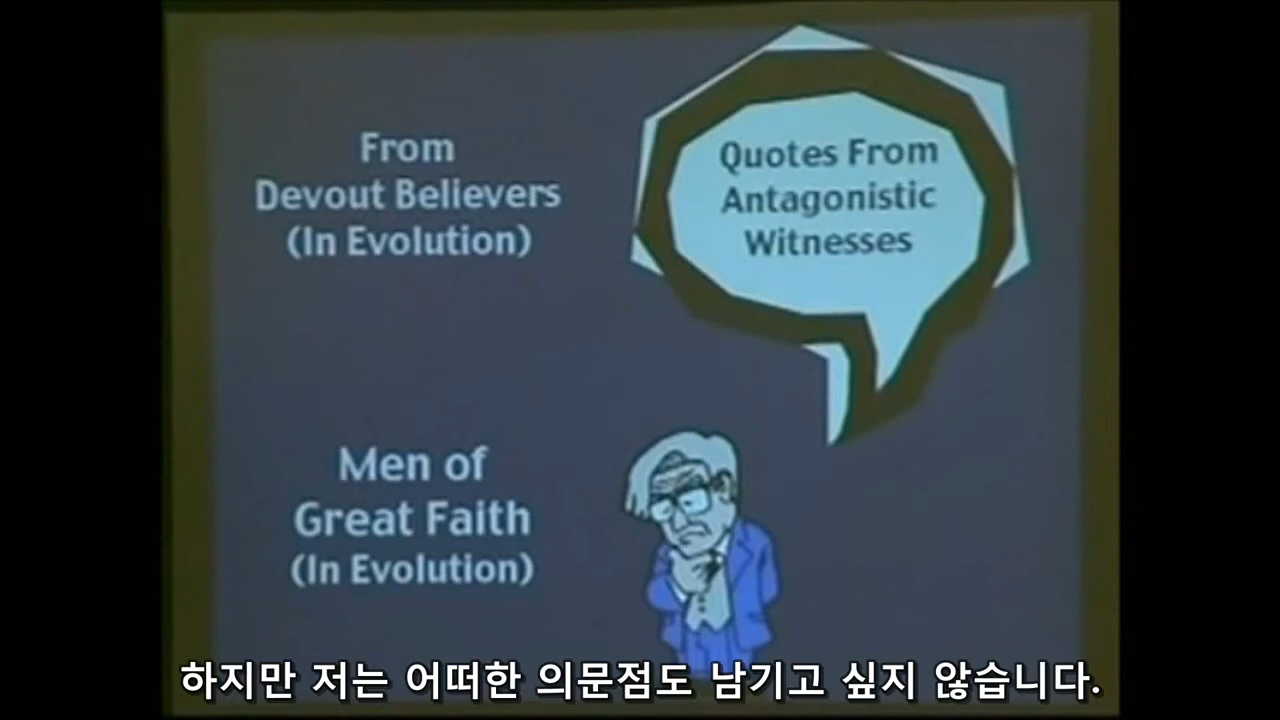 From
Devout Believers
(In Evolution)
Quotes From
Antagonistic
Witnesses
Men of
Great Faith
(In Evolution)
하지만 저는 어떠한 의문점도 남기고 싶지 않습니다.